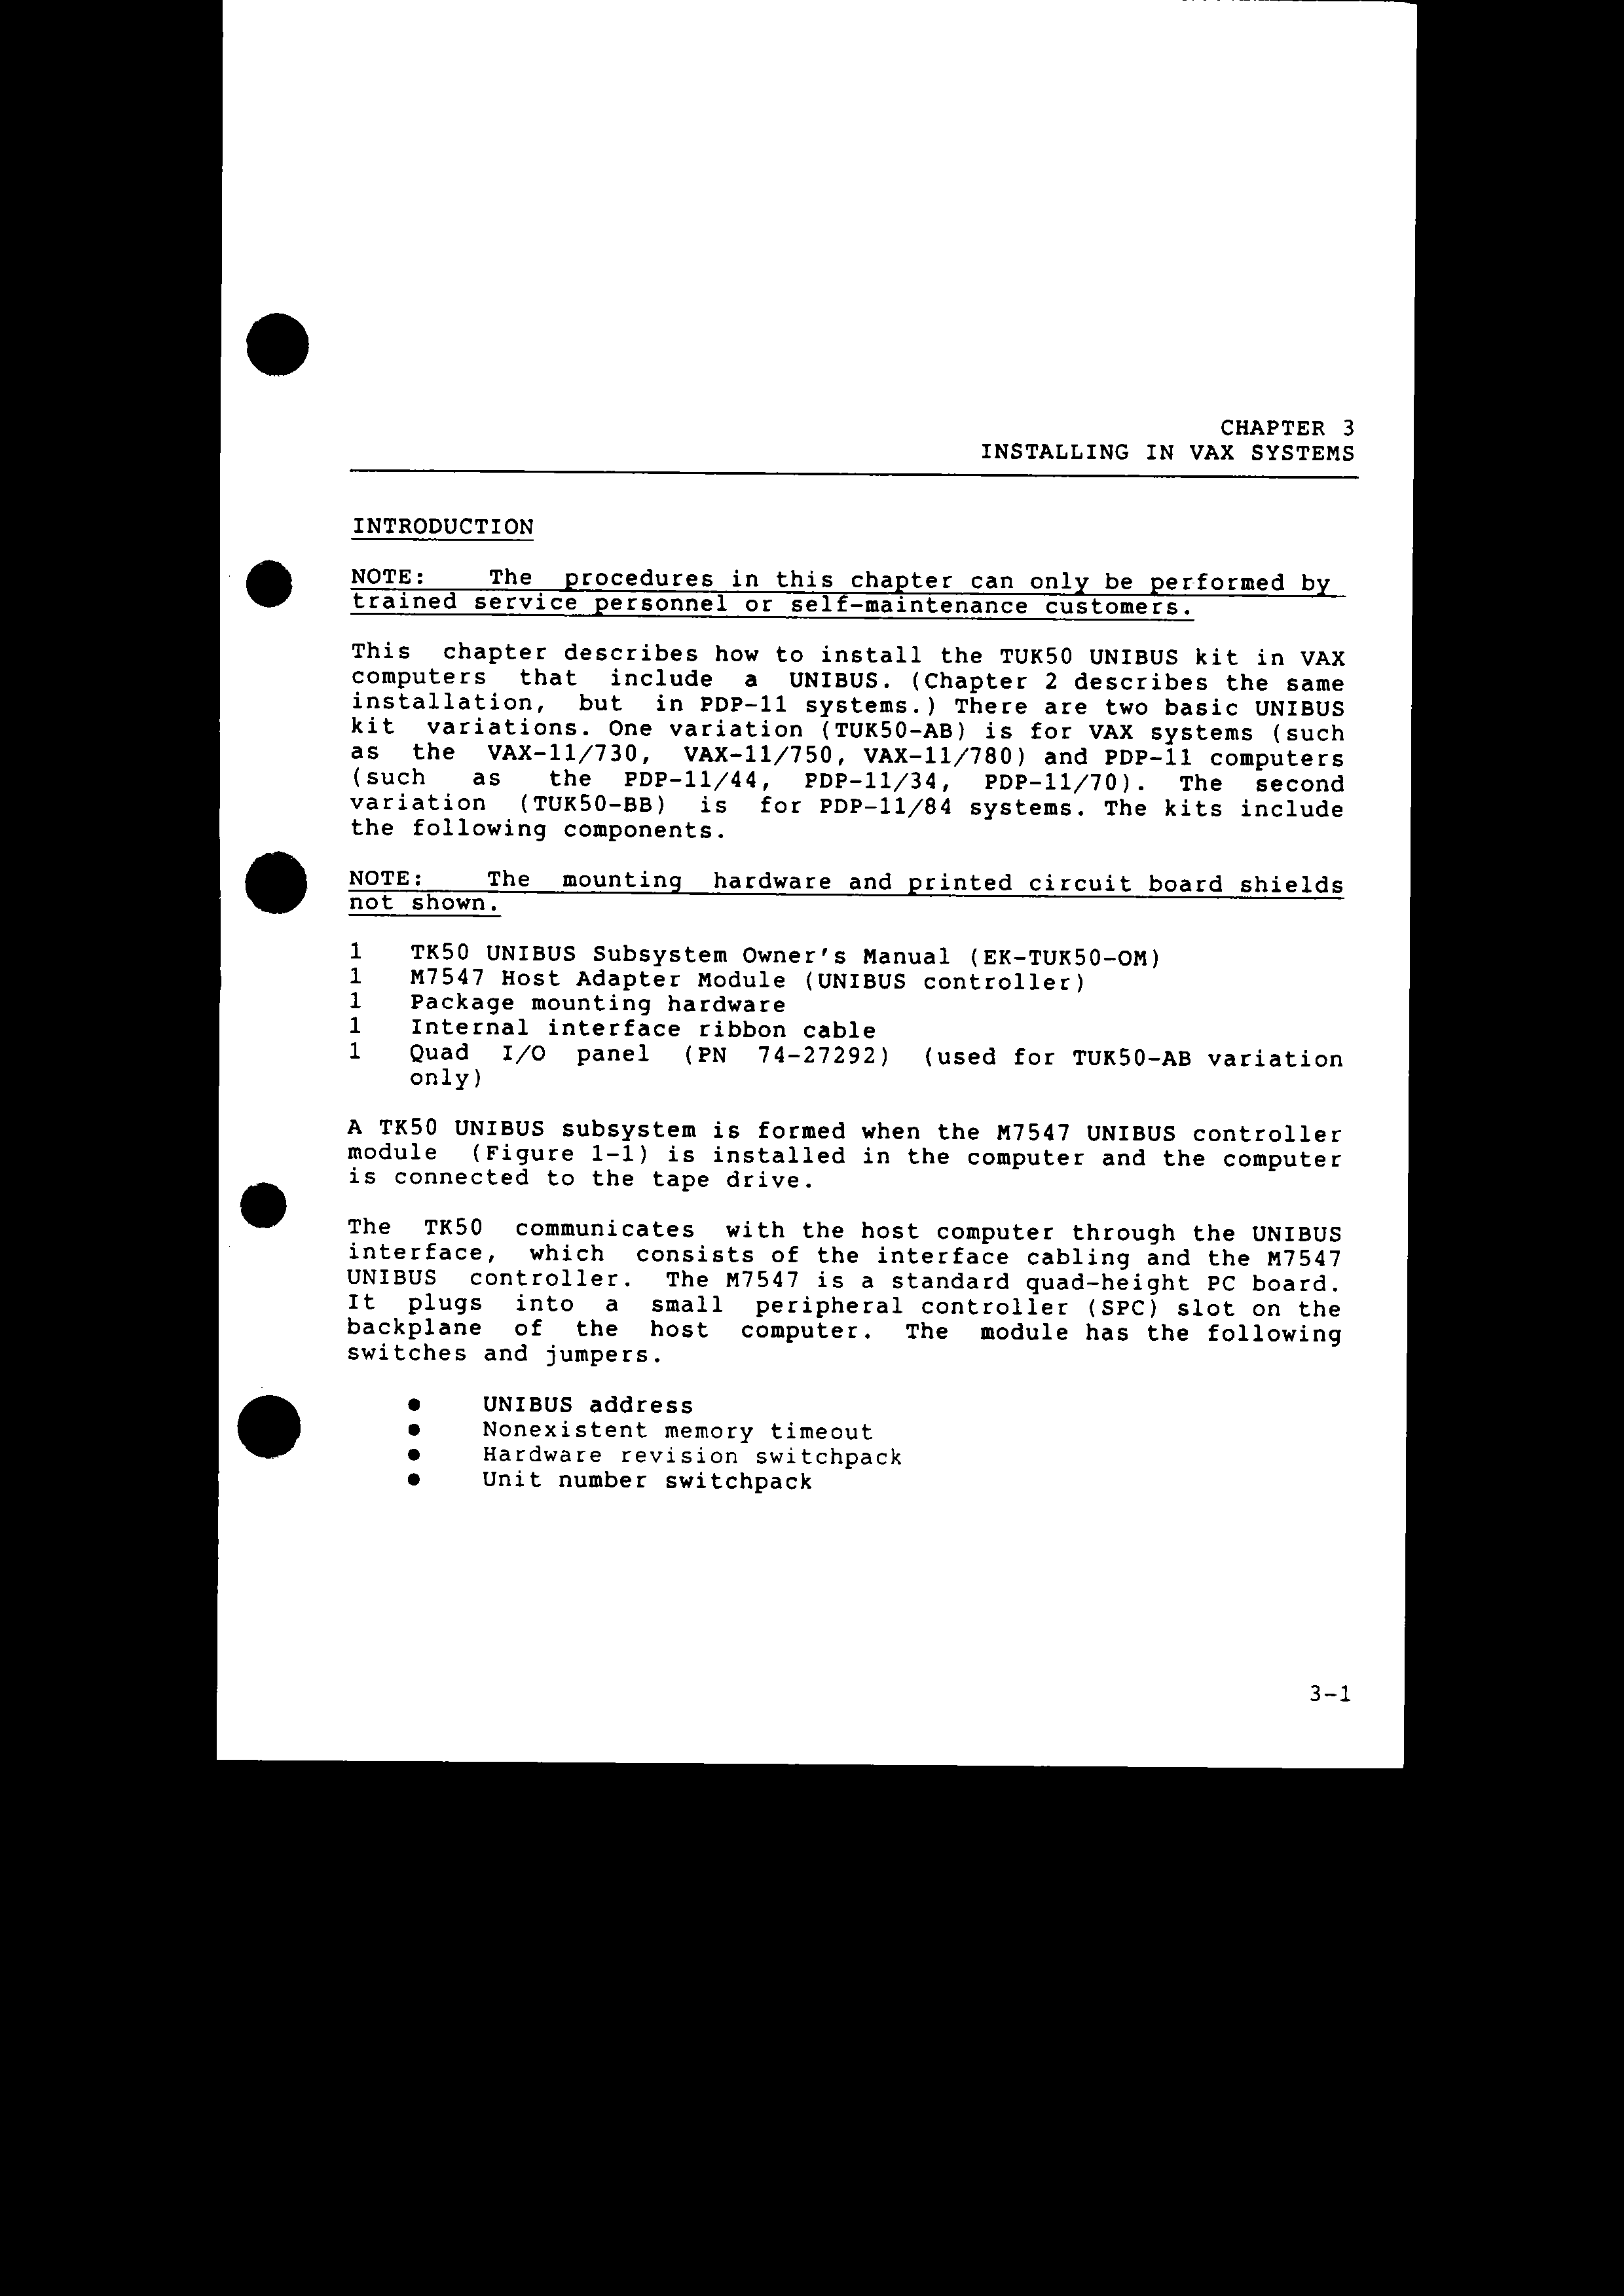 CHAPTER 3
INSTALLING IN VAX SYSTEMS
INTRODUCTION
NOTE: The procedures in this chapter can only be performed by
trained service personnel or self-maintenance customers.
This chapter describes how to install the TUK50 UNIBUS kit in VAX
computers that include a UNIBUS. (Chapter 2 describes the same
installation, but in PDP-11 systems.) There are two basic UNIBUS
kit variations. One variation (TUK50-AB) is for VAX systems (such
as the VAX-11/730, VAX-11/750, VAX-11/780) and PDP-11 computers
(such as the PDP-11/44, PDP-11/34, PDP-11/70). The second
variation (TUK50-BB) is for PDP-11/84 systems. The kits include
the following components.
NOTE: The mounting hardware and printed circuit board shields
not shown.
1 TK50 UNIBUS Subsystem Owner's Manual (EK-TUK50-OM)
1 M7547 Host Adapter Module (UNIBUS controller)
1 Package mounting hardware
1 Internal interface ribbon cable
1 Quad I/O panel (PN 74-27292) (used for TUK50-AB variation
only)
A TK50 UNIBUS subsystem is formed when the M7547 UNIBUS controller
module (Figure 1-1) is installed in the computer and the computer
is connected to the tape drive.
The TK50 communicates with the host computer through the UNIBUS
interface, which consists of the interface cabling and the M7547
UNIBUS controller. The M7547 is a standard quad-height PC board.
It plugs into a small peripheral controller (SPC) slot on the
backplane of the host computer. The module has the following
switches and jumpers.
● UNIBUS address
● Nonexistent memory timeout
● Hardware revision switchpack
● Unit number switchpack
3-1